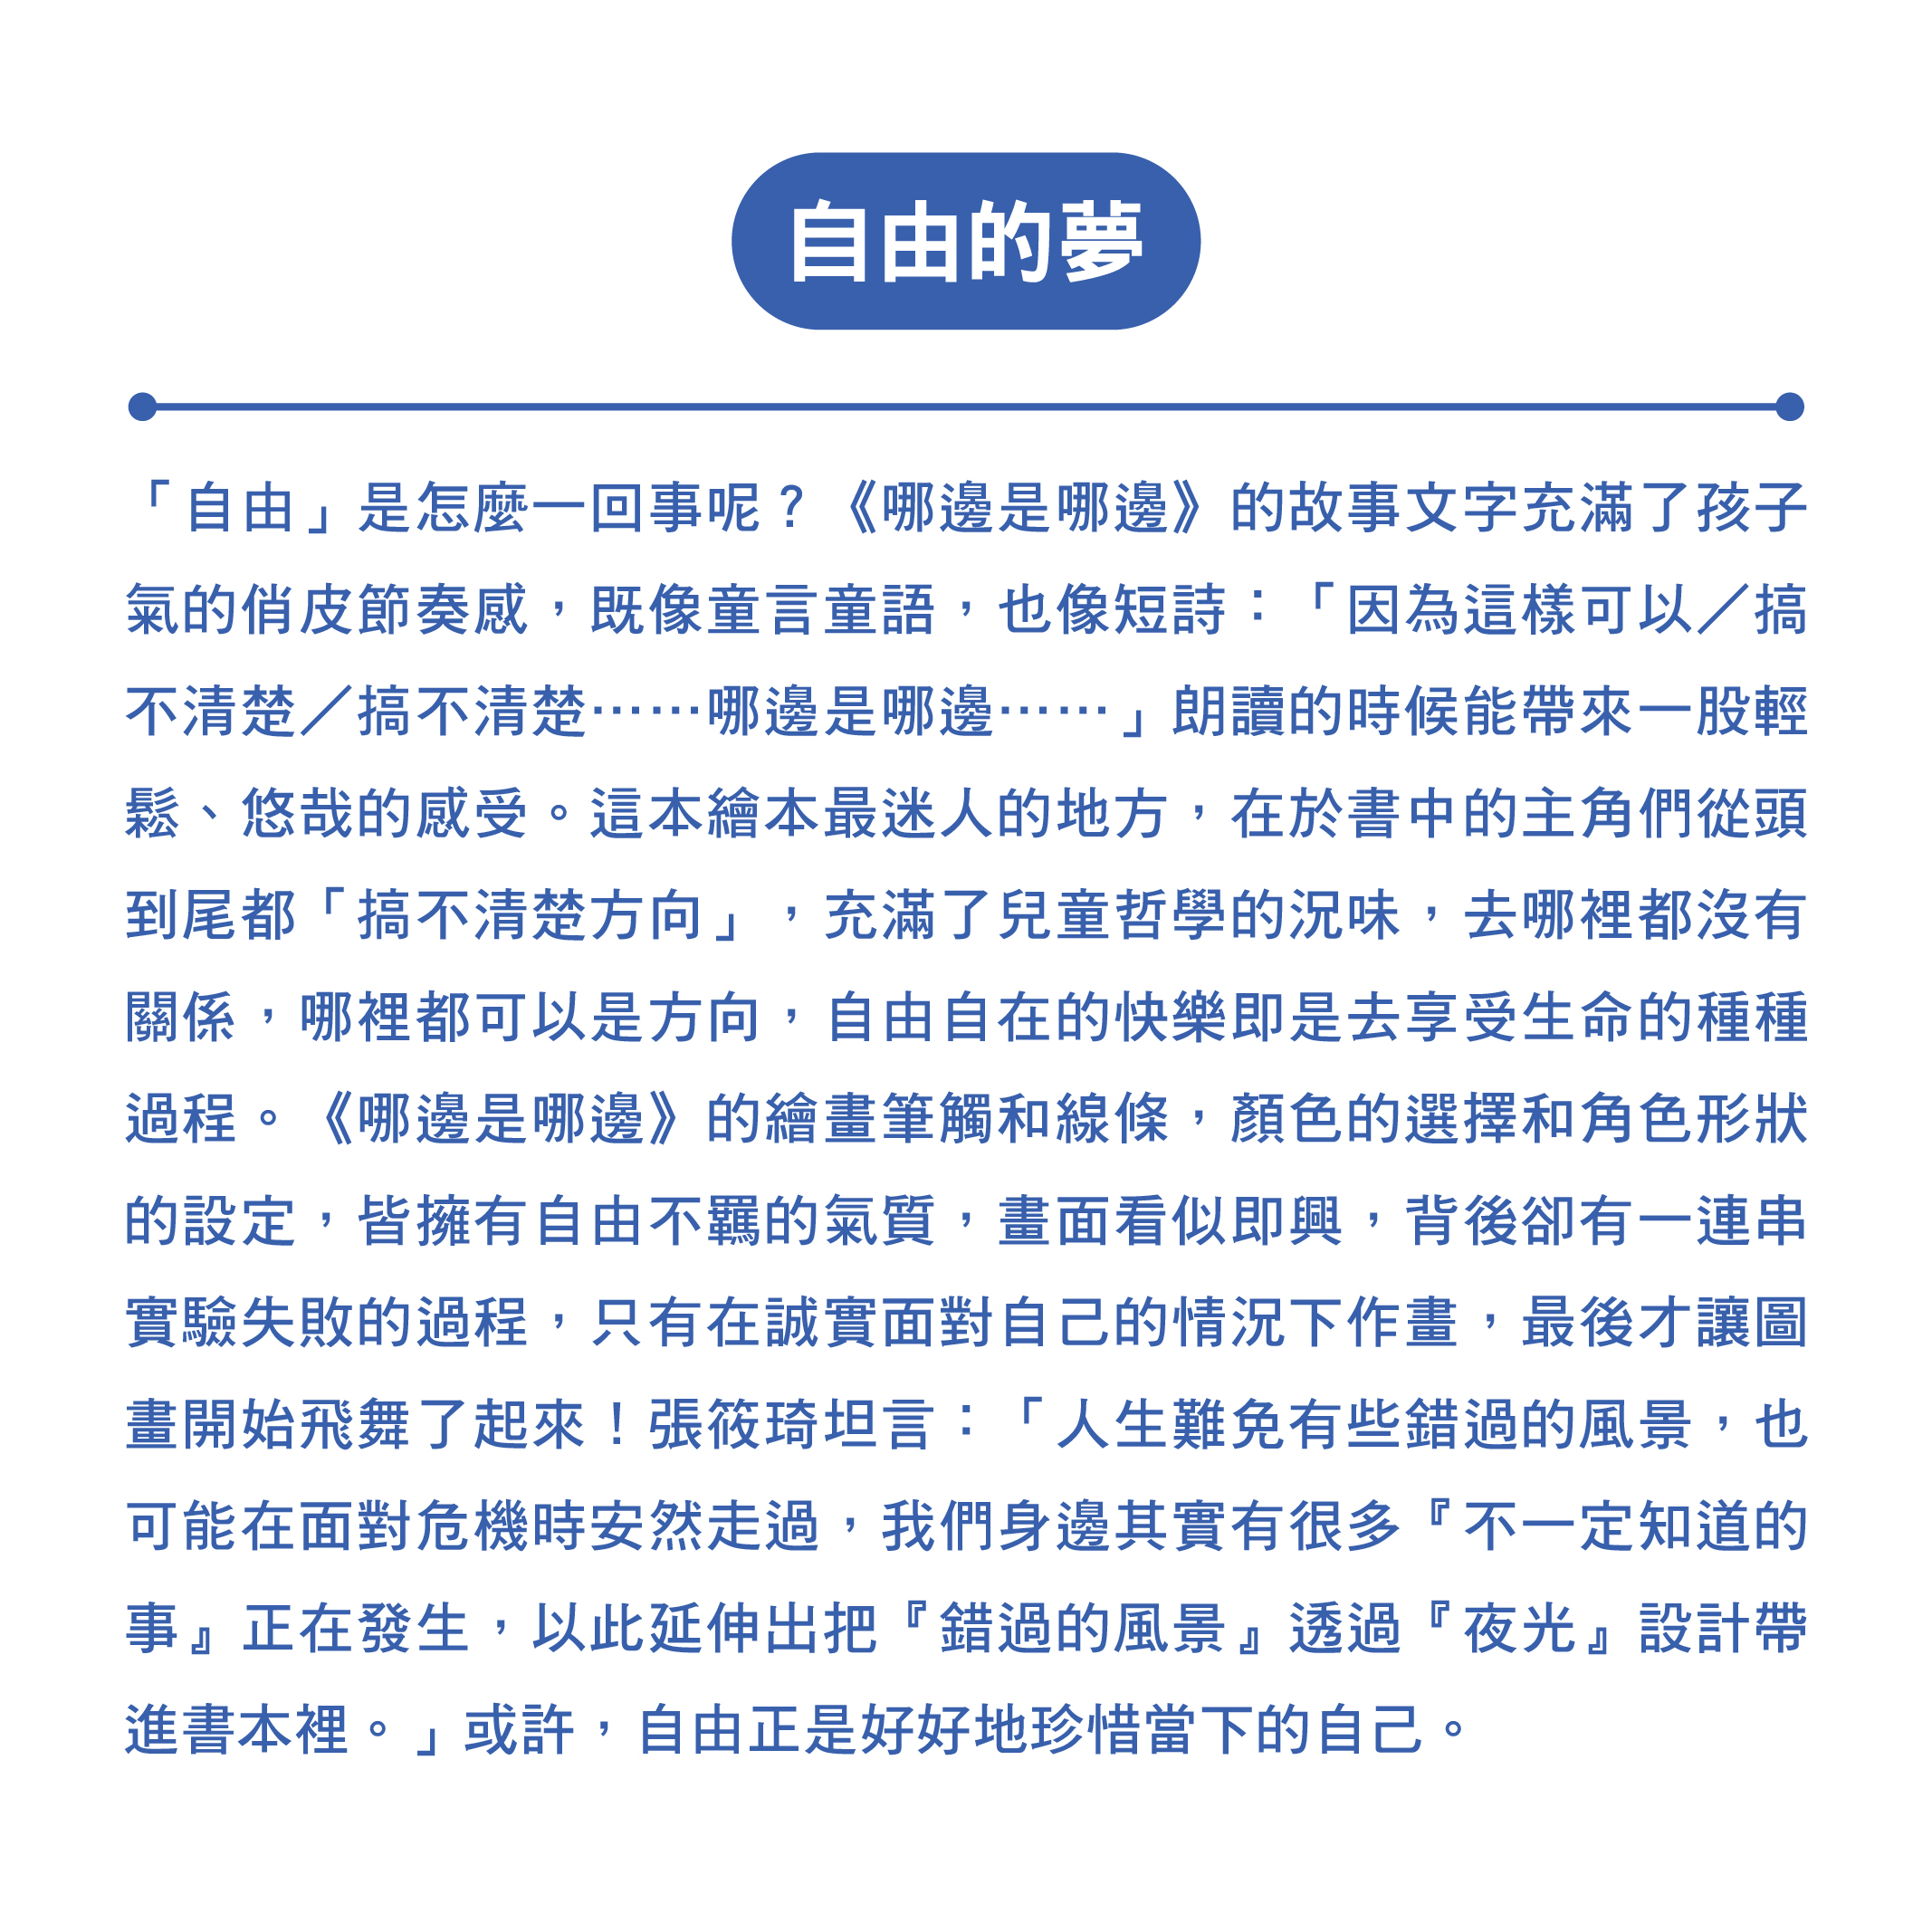 自由的夢
「自由」是怎麼一回事呢？《哪邊是哪邊》的故事文字充滿了孩子
氣的俏皮節奏感，既像童言童語，也像短詩：「因為這樣可以／搞
不清楚／搞不清楚⋯⋯哪邊是哪邊⋯⋯」朗讀的時候能帶來一股輕
鬆、悠哉的感受。這本繪本最迷人的地方，在於書中的主角們從頭
到尾都「搞不清楚方向」，充滿了兒童哲學的況味，去哪裡都沒有
關係，哪裡都可以是方向，自由自在的快樂即是去享受生命的種種
過程。《哪邊是哪邊》的繪畫筆觸和線條，顏色的選擇和角色形狀
的設定，皆擁有自由不羈的氣質，畫面看似即興，背後卻有一連串
實驗失敗的過程，只有在誠實面對自己的情況下作畫，最後才讓圖
畫開始飛舞了起來！張筱琦坦言：「人生難免有些錯過的風景，也
可能在面對危機時安然走過，我們身邊其實有很多『不一定知道的
事』正在發生，以此延伸出把『錯過的風景』透過『夜光』設計帶
進書本裡。」或許，自由正是好好地珍惜當下的自己。